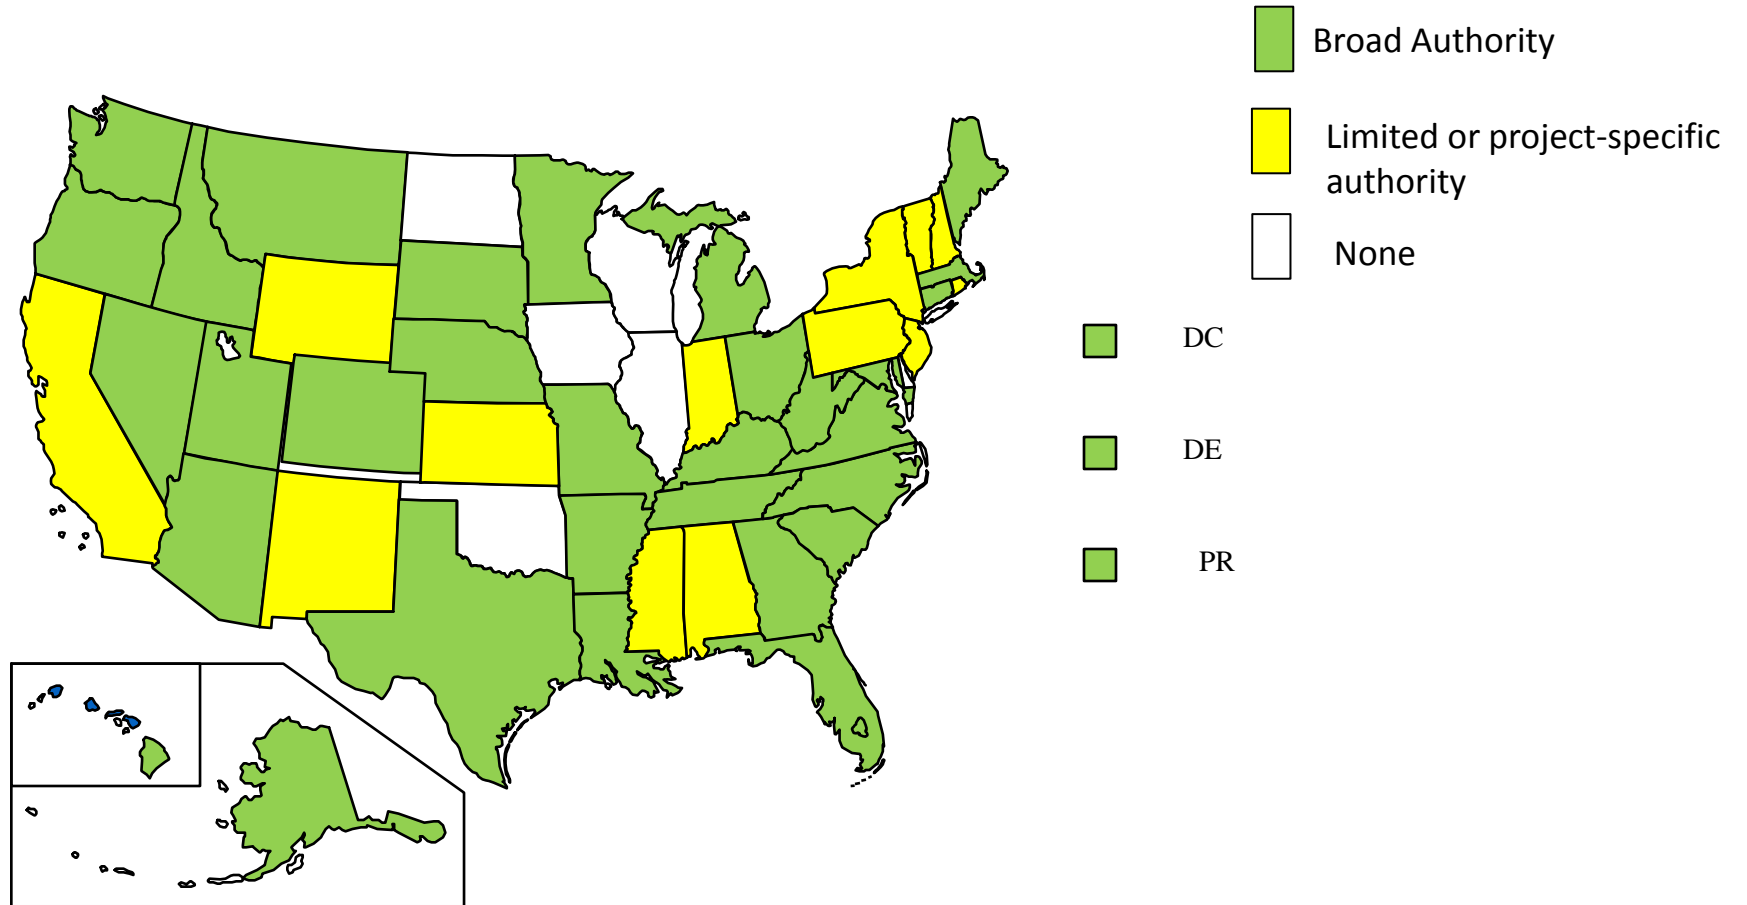 Broad Authority
Limited or project-specific
authority
None
DC
DE
PR